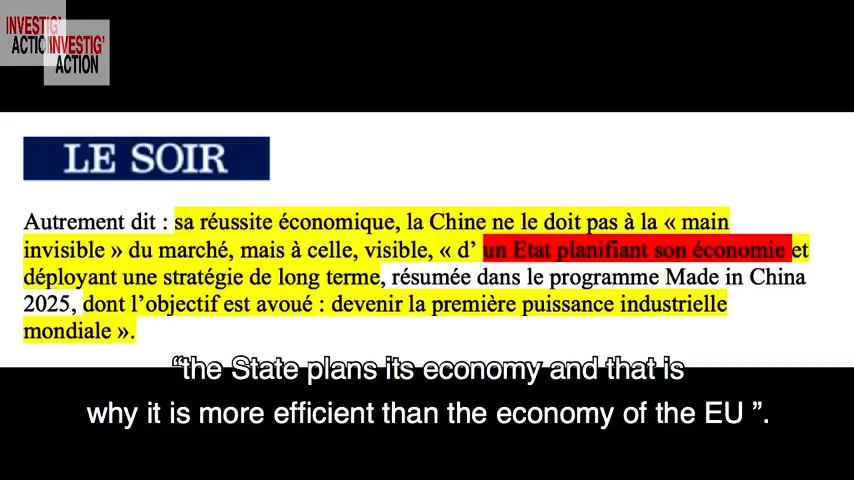 INVESTIG'
ACTION
INVESTIG'
ACTION
LE SOIR
Autrement dit : sa réussite économique, la Chine ne le doit pas à la « main
invisible » du marché, mais à celle, visible, « d’ un Etat planifiant son économie et
déployant une stratégie de long terme, résumée dans le programme Made in China
2025, dont l’objectif est avoué : devenir la première puissance industrielle
mondiale ».
“the State plans its economy and that is
why it is more efficient than the economy of the EU ”.